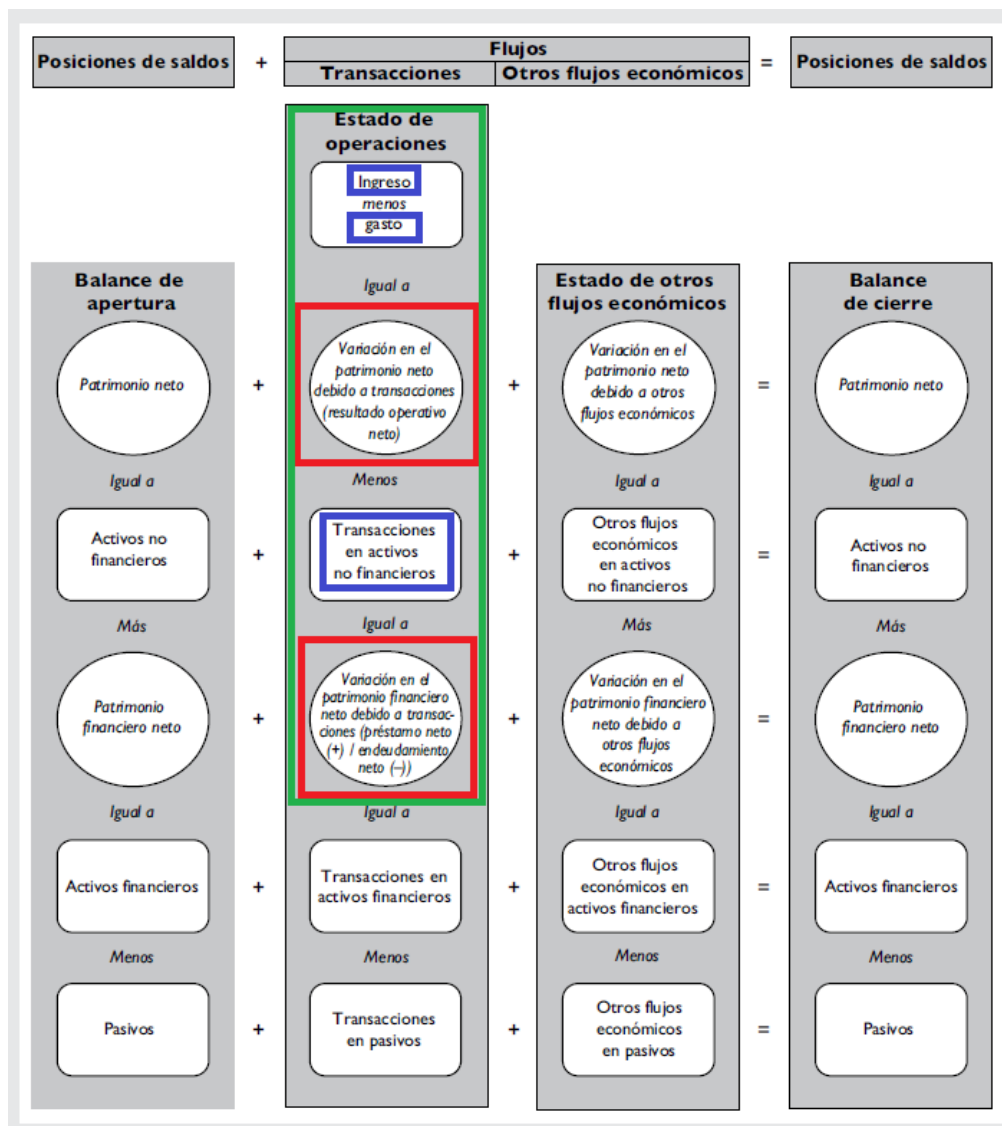 Posiciones de saldos
+
Flujos
Transacciones
Otros flujos económicos
=
Posiciones de saldos
Estado de
operaciones
Ingreso
menos
gasto
Igual a
Balance de
apertura
Estado de otros
flujos económicos
Balance
de cierre
Patrimonio neto
+
Variación en el
patrimonio neto
debido a transacciones
(resultado operativo
neto)
+
Variación en el
patrimonio neto
debido a otros
flujos económicos
=
Patrimonio neto
Igual a
Menos
Igual a
Igual a
Activos no
financieros
+
Transacciones
en activos
no financieros
+
Otros flujos
económicos
en activos
no financieros
=
Activos no
financieros
Más
Igual a
Más
Más
Patrimonio
financiero neto
+
Variación en el
patrimonio financiero
neto debido a transac-
ciones (préstamo neto
(+) / endeudamiento
neto (–))
+
Variación en el
patrimonio financiero
neto debido a
otros flujos
económicos
=
Patrimonio
financiero neto
Igual a
Igual a
Igual a
Igual a
Activos financieros
+
Transacciones en
activos financieros
+
Otros flujos
económicos en
activos financieros
=
Activos financieros
Menos
Menos
Menos
Menos
Pasivos
+
Transacciones
en pasivos
+
Otros flujos
económicos
en pasivos
=
Pasivos